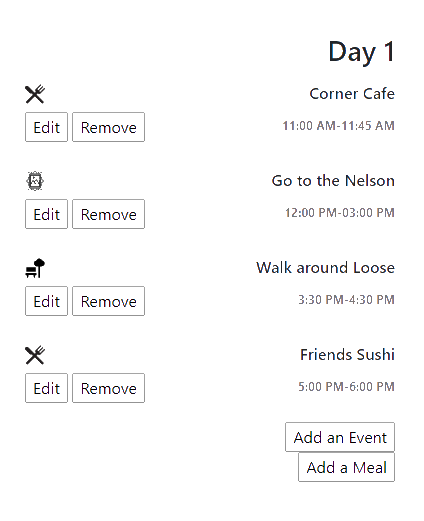 Day 1
Corner Cafe
Edit Remove 11:00 AM-11:45 AM
Go to the Nelson
Edit Remove 12:00 PM-03:00 PM
Walk around Loose
Edit Remove 3:30 PM-4:30 PM
Friends Sushi
Edit Remove 5:00 PM-6:00 PM
Add an Event
Add a Meal